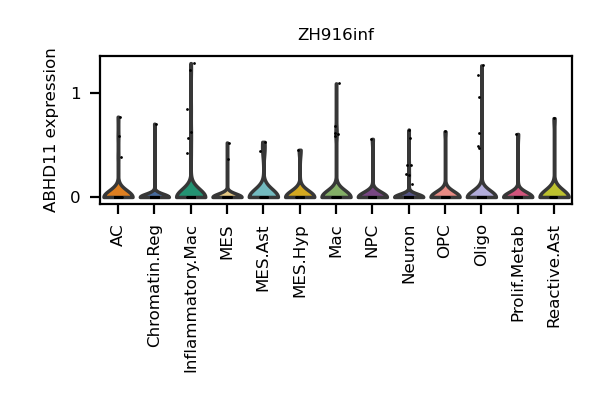 ZH916inf
ABHD11 expression
1
0
AC
Chromatin.Reg
Inflammatory.Mac
MES
MES.Ast
MES.Hyp
Mac
NPC
Neuron
OPC
Oligo
Prolif.Metab
Reactive.Ast